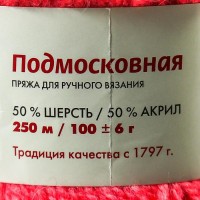 Подмосковная
ПРЯЖА ДЛЯ РУЧНОГО ВЯЗАНИЯ
50 % ШЕРСТЬ / 50 % АКРИЛ
250 м / 100 ± 6 г
Традиция качества с 1797 г.